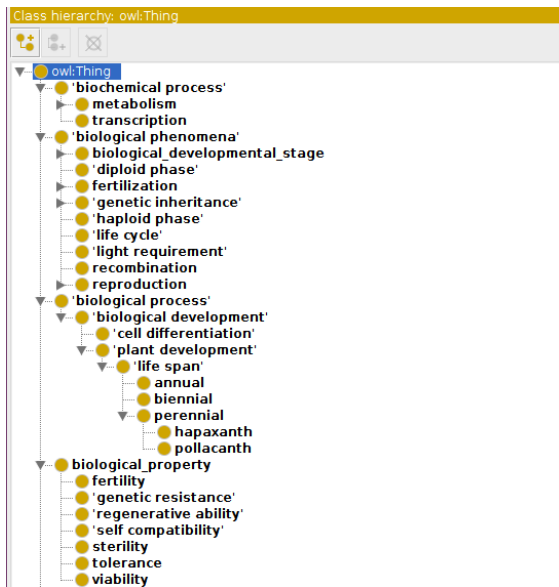 Class hierarchy: owl:Thing
owl:Thing
'biochemical process'
metabolism
transcription
'biological phenomena'
biological_developmental_stage
'diploid phase'
fertilization
'genetic inheritance'
'haploid phase'
'life cycle'
'light requirement'
recombination
reproduction
'biological process'
'biological development'
'cell differentiation'
'plant development'
'life span'
annual
biennial
perennial
hapaxanth
pollacanth
biological_property
fertility
'genetic resistance'
'regenerative ability'
'self compatibility'
sterility
tolerance
viability